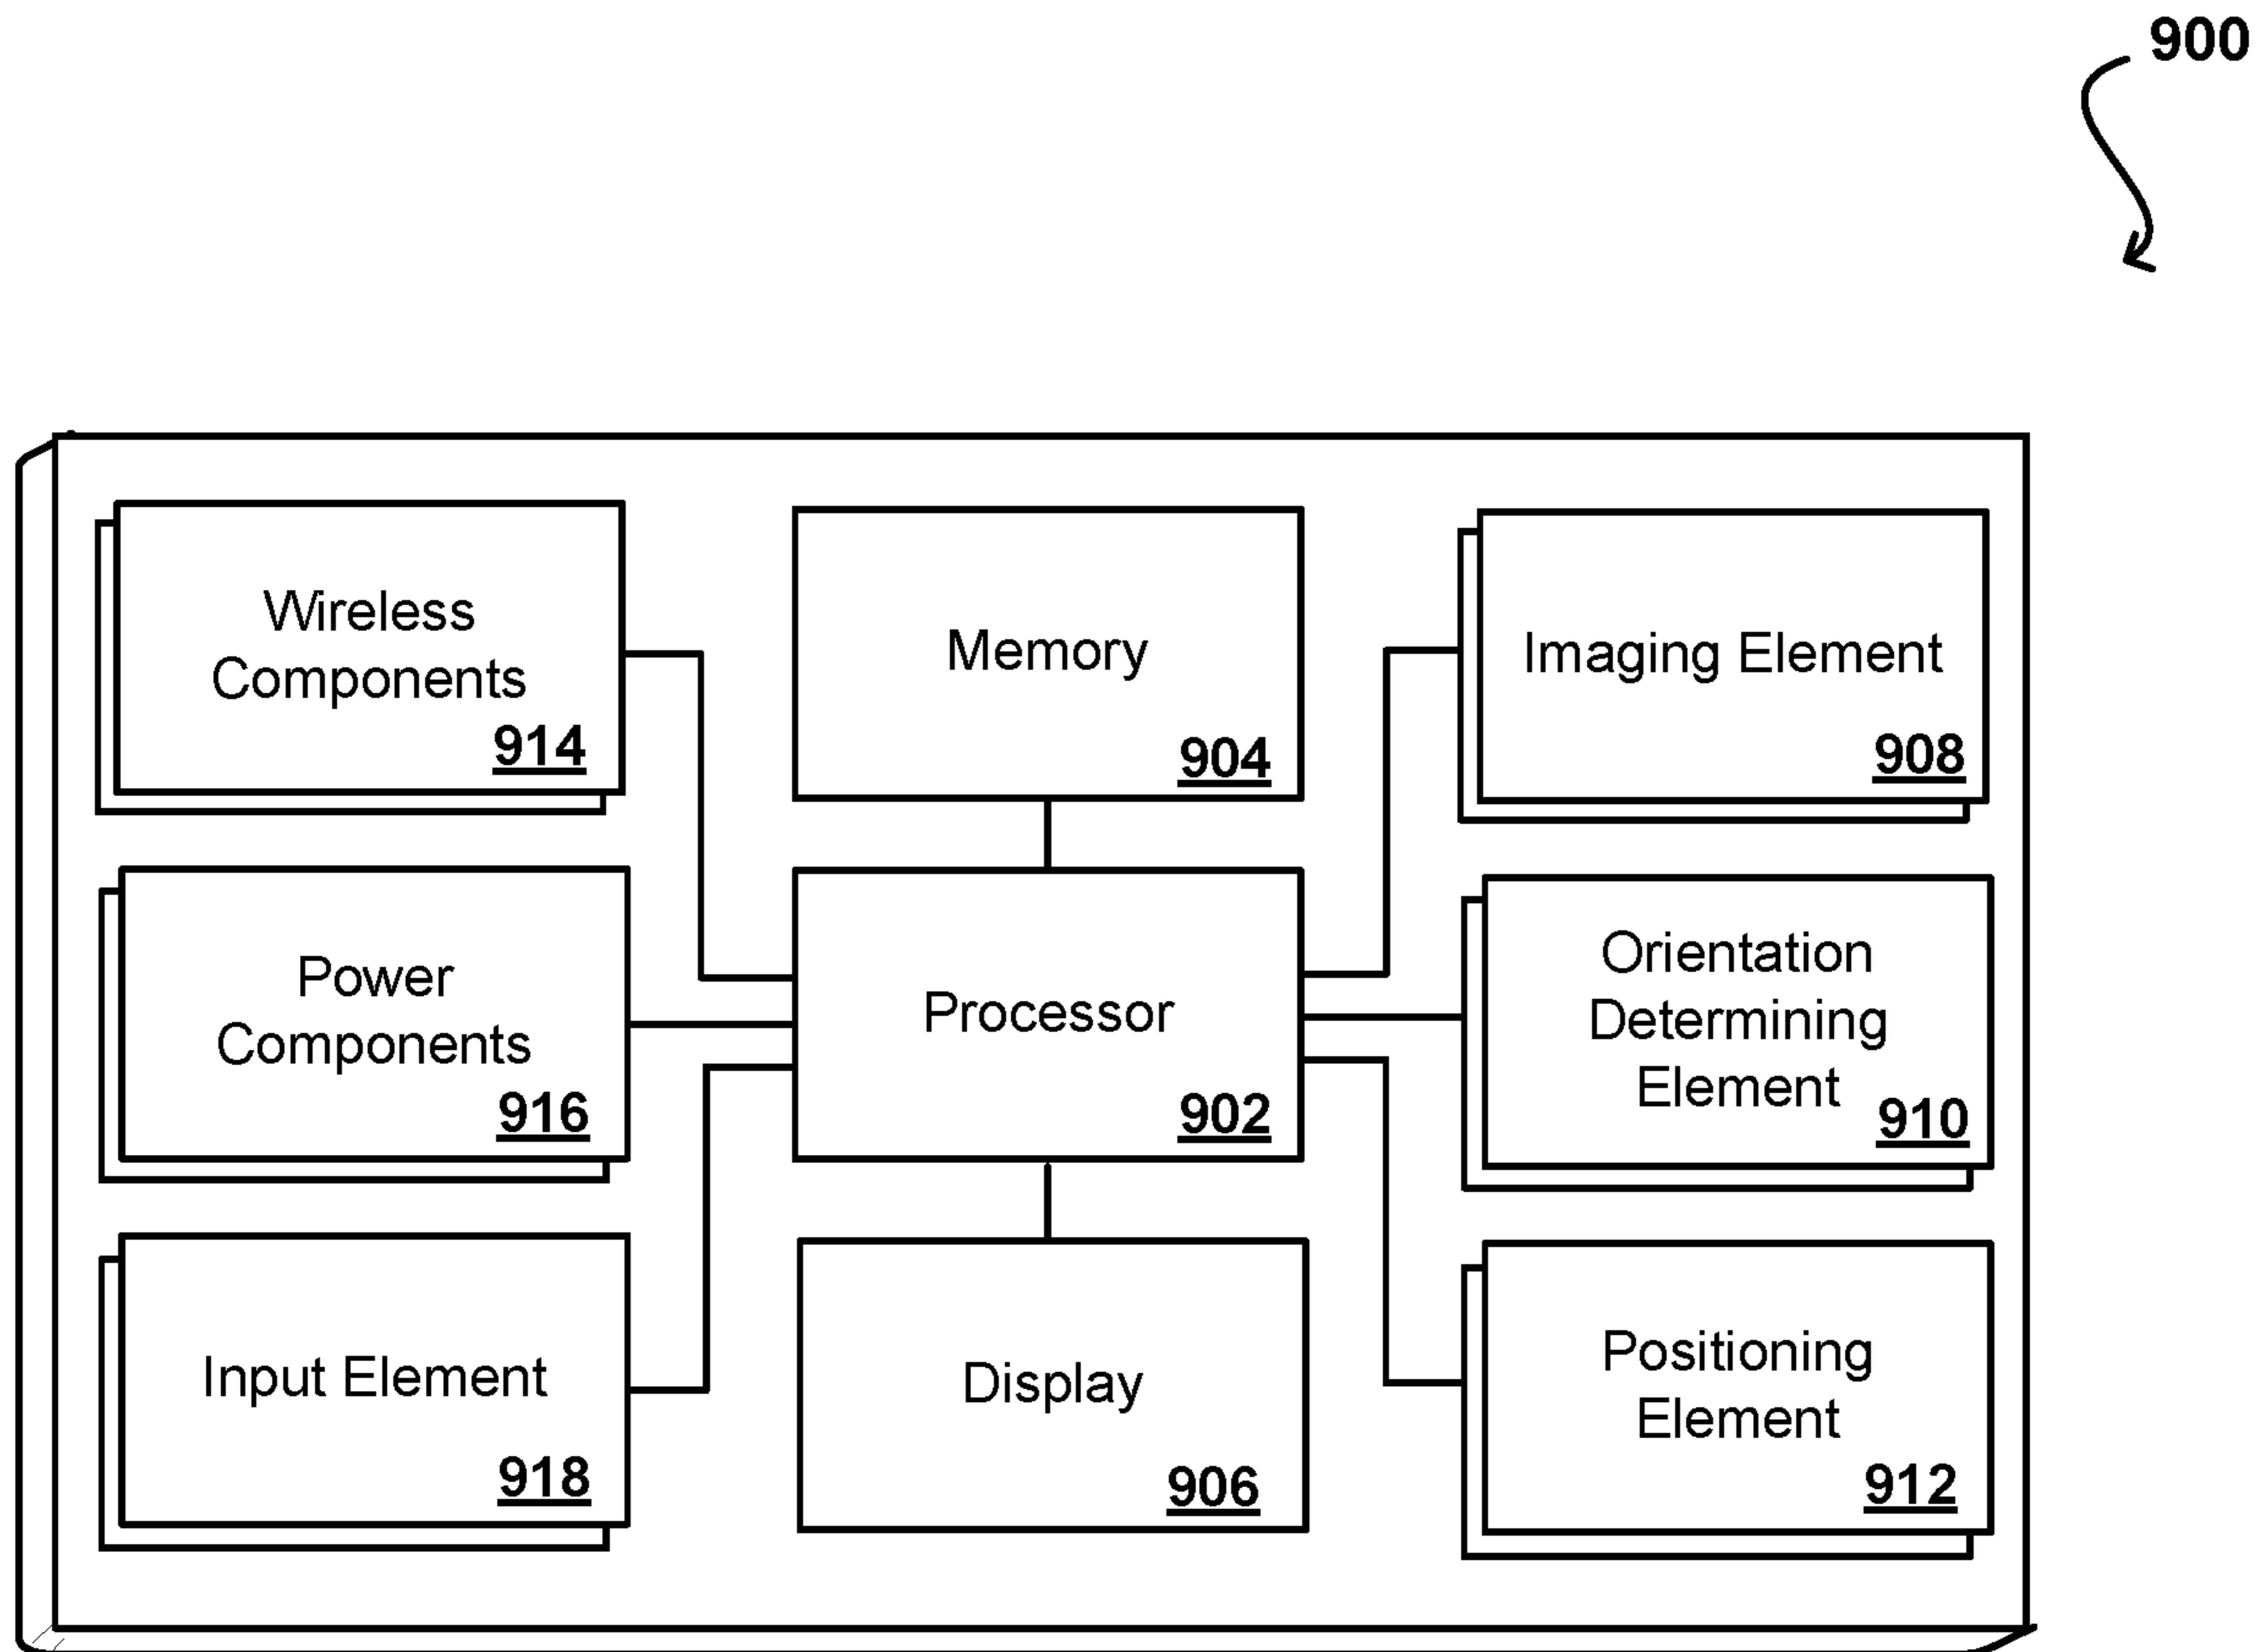 900
Wireless
Components
914
Memory
904
Imaging Element
908
Power
Components
916
Processor
902
Orientation
Determining
Element
910
Input Element
918
Display
906
Positioning
Element
912